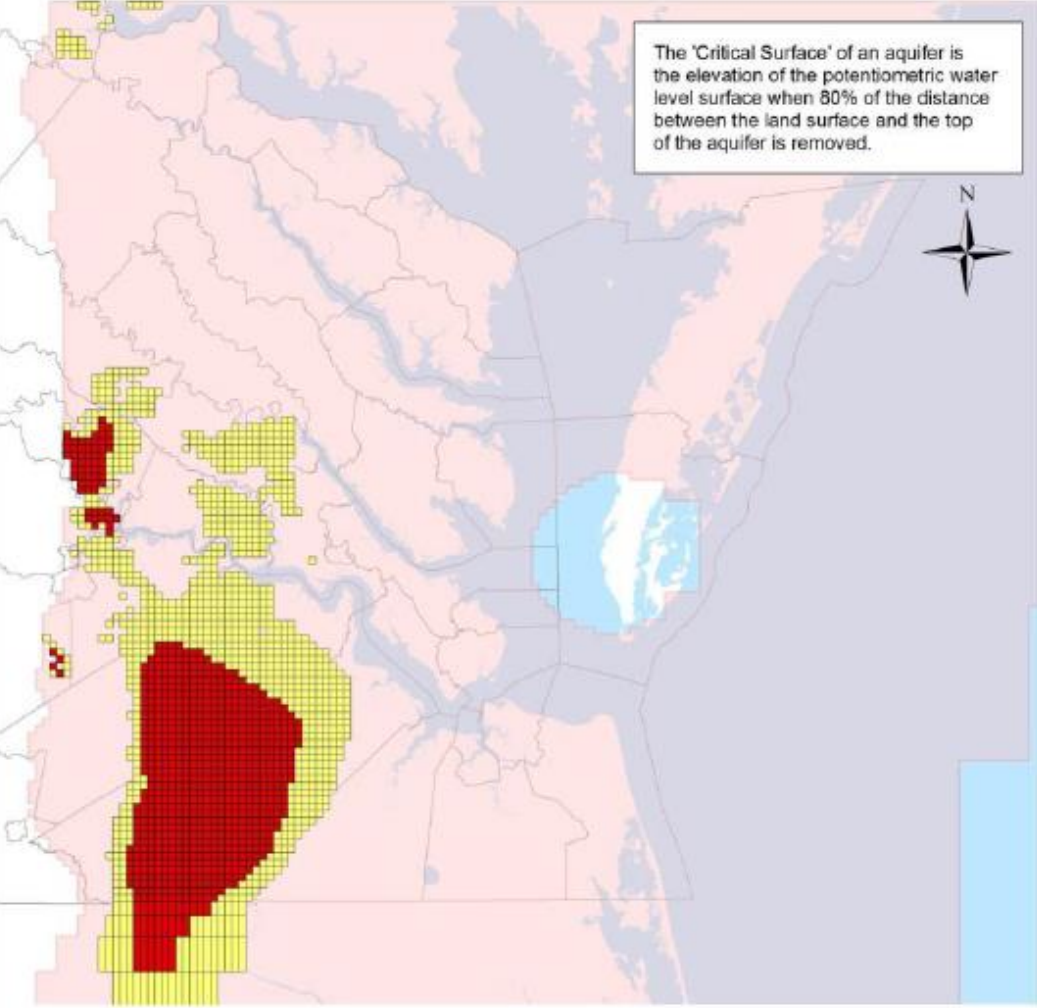 The 'Critical Surface' of an aquifer is
the elevation of the potentiometric water
level surface when 80% of the distance
between the land surface and the top
of the aquifer is removed.
N